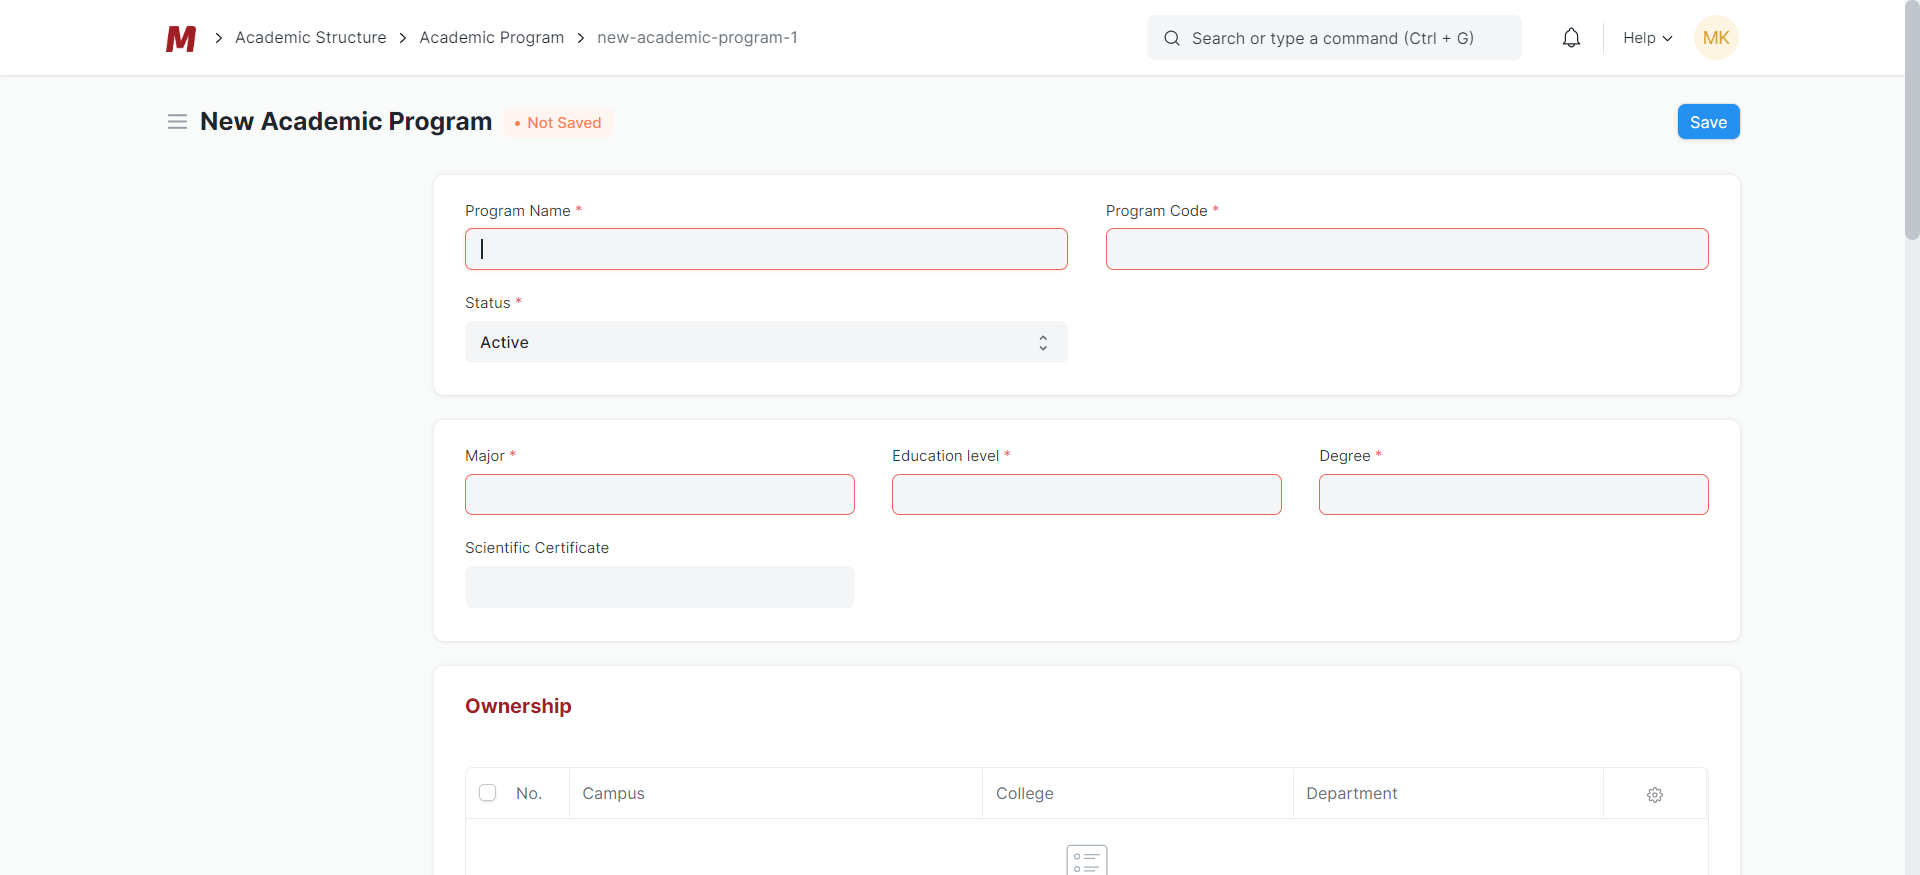 M > Academic Structure > Academic Program > new-academic-program-1 Search or type a command (Ctrl + G) Help MK
New Academic Program • Not Saved Save
Program Name * Program Code *
Status *
Active
Major * Education level * Degree *
Scientific Certificate
Ownership
No. Campus College Department